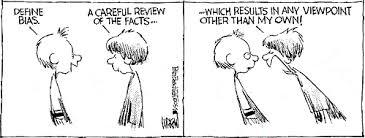 DEFINE
BIAS.
A CAREFUL REVIEW
OF THE FACTS...
...WHICH RESULTS IN ANY VIEWPOINT
OTHER THAN MY OWN!